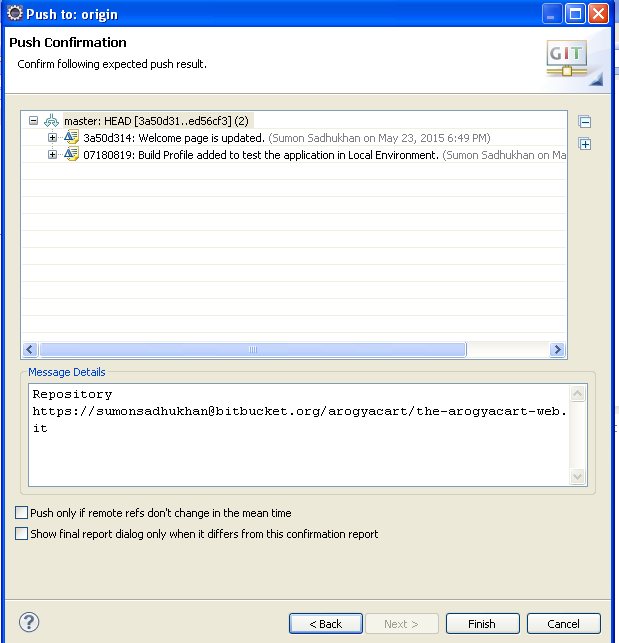 Push to: origin
Push Confirmation
Confirm following expected push result.
GIT
master: HEAD [3a50d31..ed56cf3] (2)
3a50d314: Welcome page is updated. (Sumon Sadhukhan on May 23, 2015 6:49 PM)
07180819: Build Profile added to test the application in Local Environment. (Sumon Sadhukhan on Ma
Message Details
Repository
https://sumonsadhukhan@bitbucket.org/arogyacart/the-arogyacart-web.
it
Push only if remote refs don't change in the mean time
Show final report dialog only when it differs from this confirmation report
?
< Back
Next >
Finish
Cancel